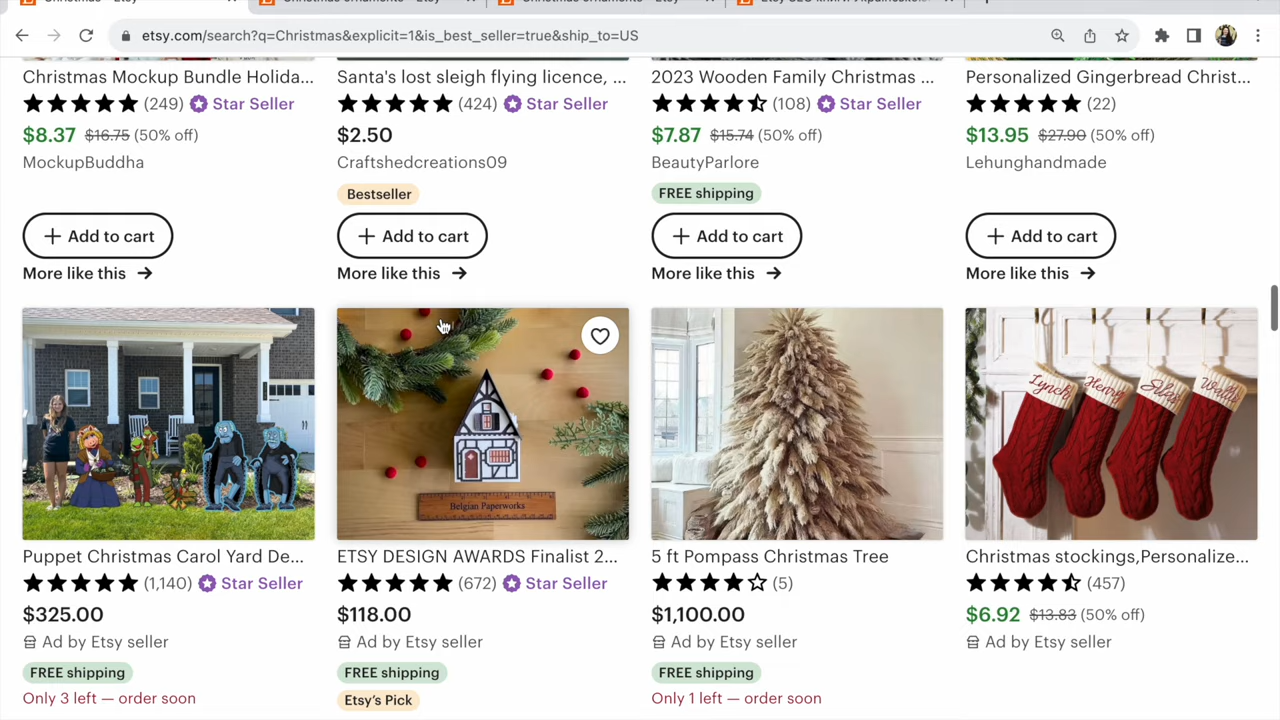 etsy.com/search?q=Christmas&explicit=1&is_best_seller=true&ship_to=US
Christmas Mockup Bundle Holida...
Santa's lost sleigh flying licence, ...
2023 Wooden Family Christmas ...
Personalized Gingerbread Christ...
(249) Star Seller
(424) Star Seller
(108) Star Seller
(22)
$8.37 $16.75 (50% off)
$2.50
$7.87 $15.74 (50% off)
$13.95 $27.90 (50% off)
MockupBuddha
Craftshedcreations09
BeautyParlore
Lehunghandmade
Bestseller
FREE shipping
+ Add to cart
+ Add to cart
+ Add to cart
+ Add to cart
More like this →
More like this →
More like this →
More like this →
Lynch
Henry
Belgian Paperworks
Puppet Christmas Carol Yard De...
ETSY DESIGN AWARDS Finalist 2...
5 ft Pompass Christmas Tree
Christmas stockings,Personalize...
(1,140) Star Seller
(672) Star Seller
(5)
(457)
$325.00
$118.00
$1,100.00
$6.92 $13.83 (50% off)
Ad by Etsy seller
Ad by Etsy seller
Ad by Etsy seller
Ad by Etsy seller
FREE shipping
FREE shipping
FREE shipping
Only 3 left — order soon
Etsy's Pick
Only 1 left — order soon